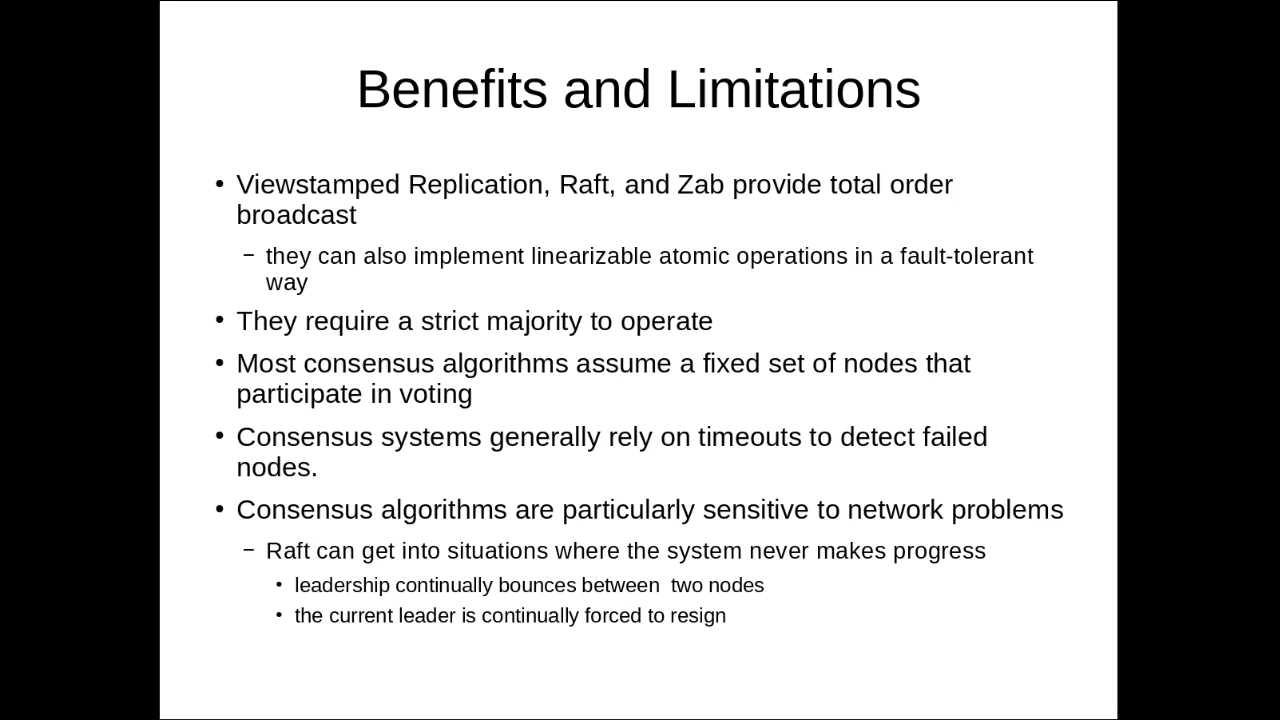 Benefits and Limitations
• Viewstamped Replication, Raft, and Zab provide total order
broadcast
– they can also implement linearizable atomic operations in a fault-tolerant
way
• They require a strict majority to operate
• Most consensus algorithms assume a fixed set of nodes that
participate in voting
• Consensus systems generally rely on timeouts to detect failed
nodes.
• Consensus algorithms are particularly sensitive to network problems
– Raft can get into situations where the system never makes progress
• leadership continually bounces between  two nodes
• the current leader is continually forced to resign